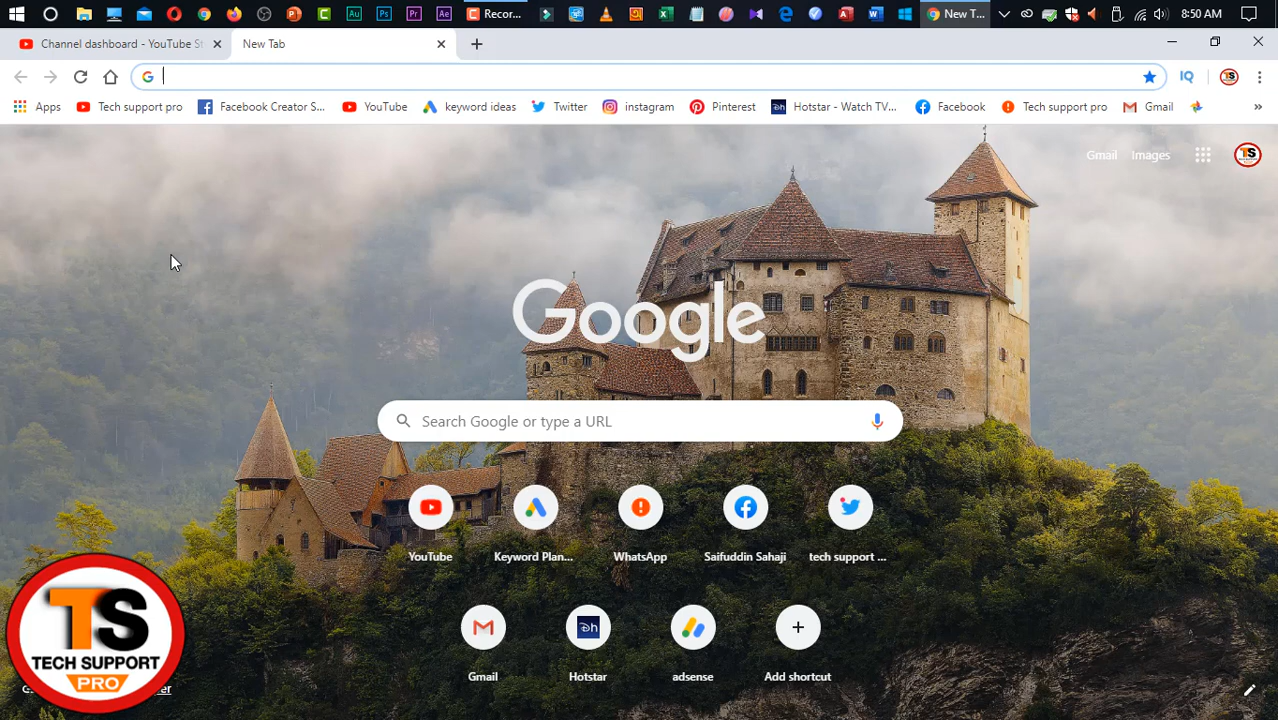 Recor...
New T...
8:50 AM
Channel dashboard - YouTube St
New Tab
Apps
Tech support pro
Facebook Creator S...
YouTube
keyword ideas
Twitter
instagram
Pinterest
Hotstar - Watch TV...
Facebook
Tech support pro
Gmail
»
Gmail
Images
Google
Search Google or type a URL
YouTube
Keyword Plan...
WhatsApp
Saifuddin Sahaji
tech support ...
Gmail
Hotstar
adsense
Add shortcut
TS
TECH SUPPORT
PRO